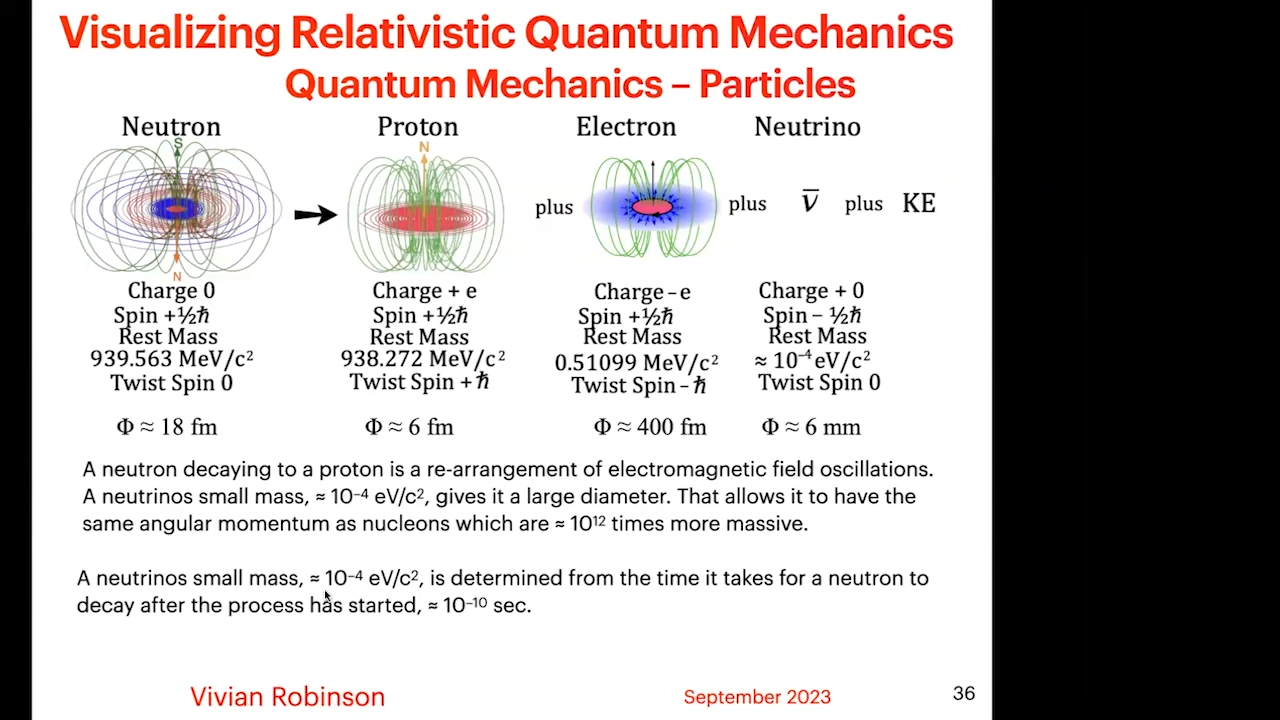 Visualizing Relativistic Quantum Mechanics
Quantum Mechanics – Particles
Neutron Proton Electron Neutrino
S
N
N
plus plus ν̅ plus KE
Charge 0 Charge + e Charge – e Charge + 0
Spin +½ℏ Spin +½ℏ Spin +½ℏ Spin – ½ℏ
Rest Mass Rest Mass Rest Mass Rest Mass
939.563 MeV/c² 938.272 MeV/c² 0.51099 MeV/c² ≈ 10⁻⁴ eV/c²
Twist Spin 0 Twist Spin + ℏ Twist Spin – ℏ Twist Spin 0
Φ ≈ 18 fm Φ ≈ 6 fm Φ ≈ 400 fm Φ ≈ 6 mm
A neutron decaying to a proton is a re-arrangement of electromagnetic field oscillations.
A neutrinos small mass, ≈ 10⁻⁴ eV/c², gives it a large diameter. That allows it to have the
same angular momentum as nucleons which are ≈ 10¹² times more massive.
A neutrinos small mass, ≈ 10⁻⁴ eV/c², is determined from the time it takes for a neutron to
decay after the process has started, ≈ 10⁻¹⁰ sec.
Vivian Robinson September 2023 36